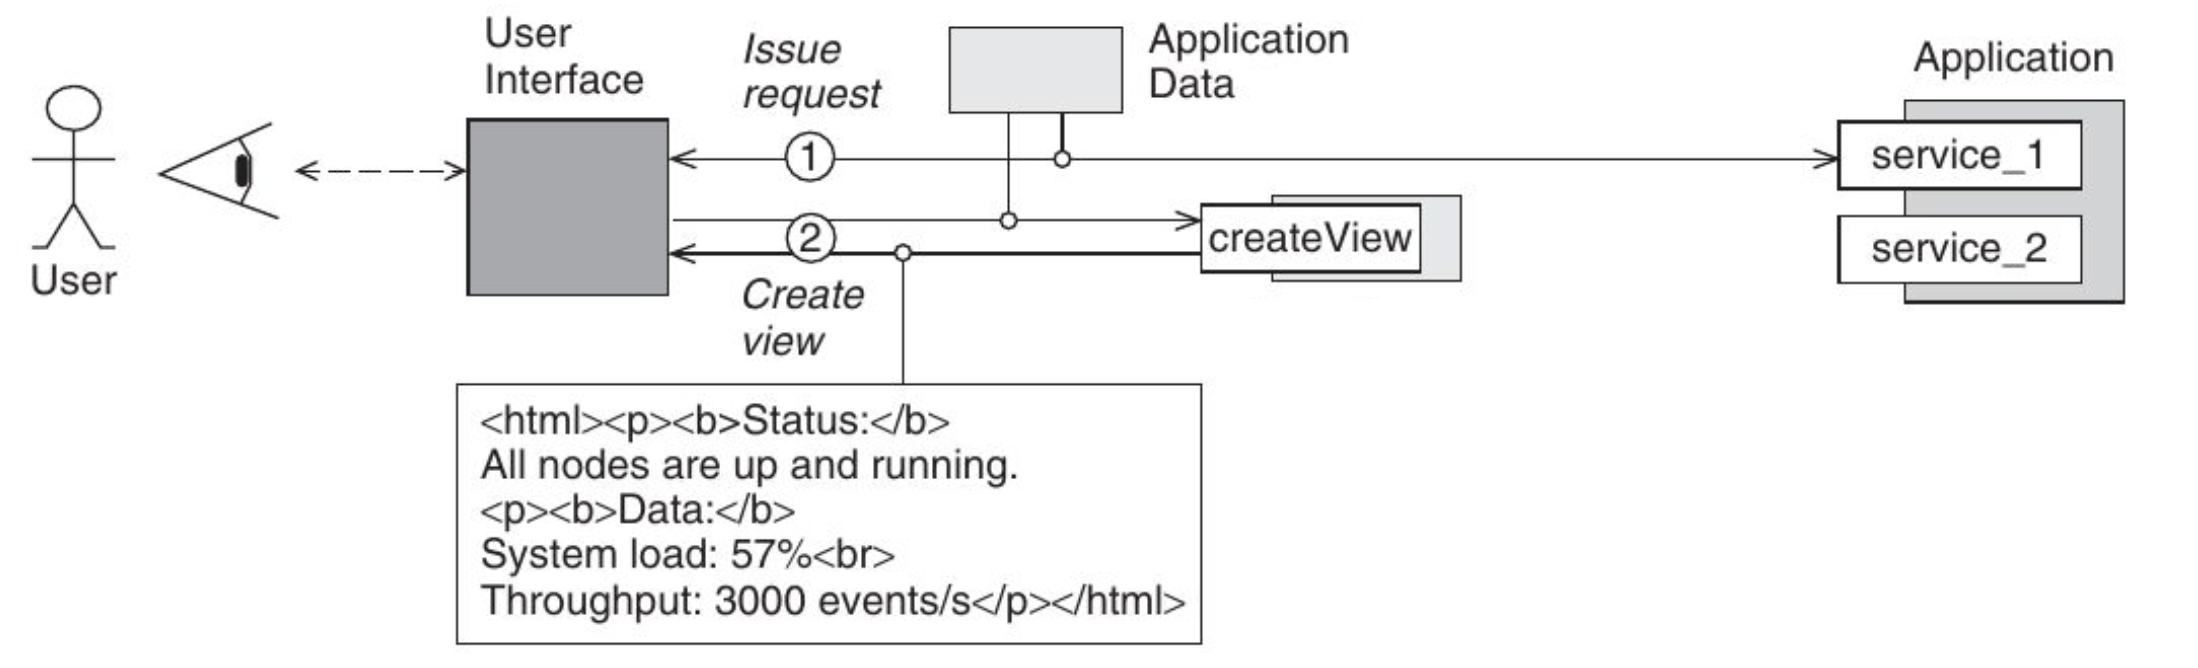 User
Interface
Issue
request
Application
Data
Application
1
service_1
User
2
createView
service_2
Create
view
<html><p><b>Status:</b>
All nodes are up and running.
<p><b>Data:</b>
System load: 57%<br>
Throughput: 3000 events/s</p></html>